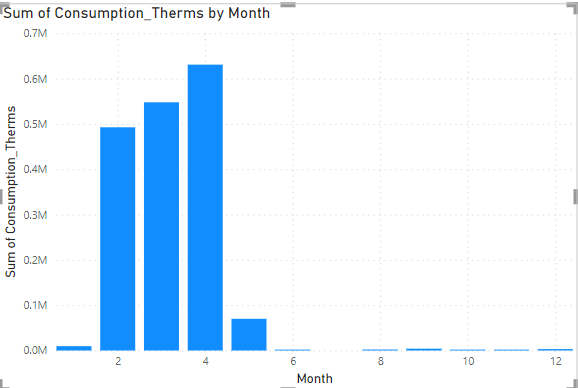 Sum of Consumption_Therms by Month
0.7M
0.6M
0.5M
0.4M
0.3M
0.2M
0.1M
0.0M
Sum of Consumption_Therms
2 4 6 8 10 12
Month